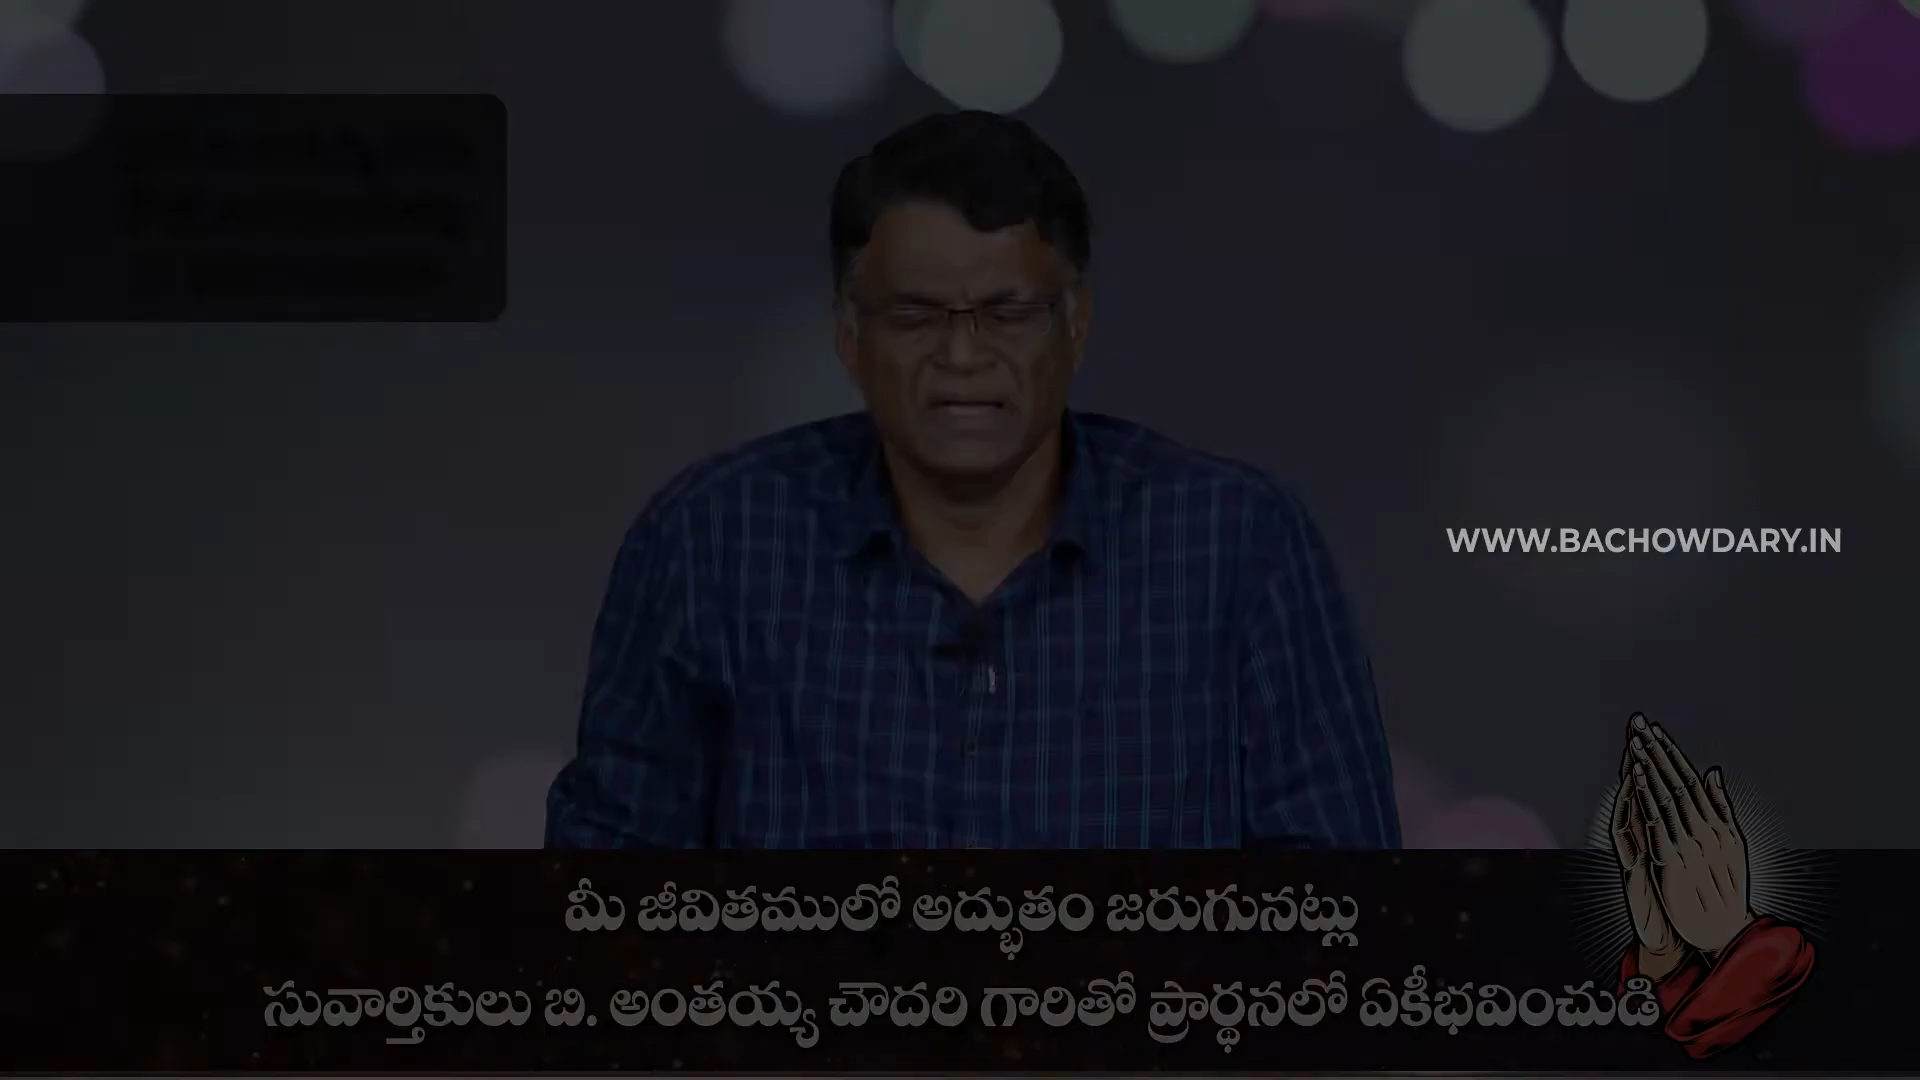 WWW.BACHOWDARY.IN
మీ జీవితములో అద్భుతం జరుగునట్లు
సువార్తికులు బి. అంతయ్య చౌదరి గారితో ప్రార్థనలో ఏకీభవించుడి